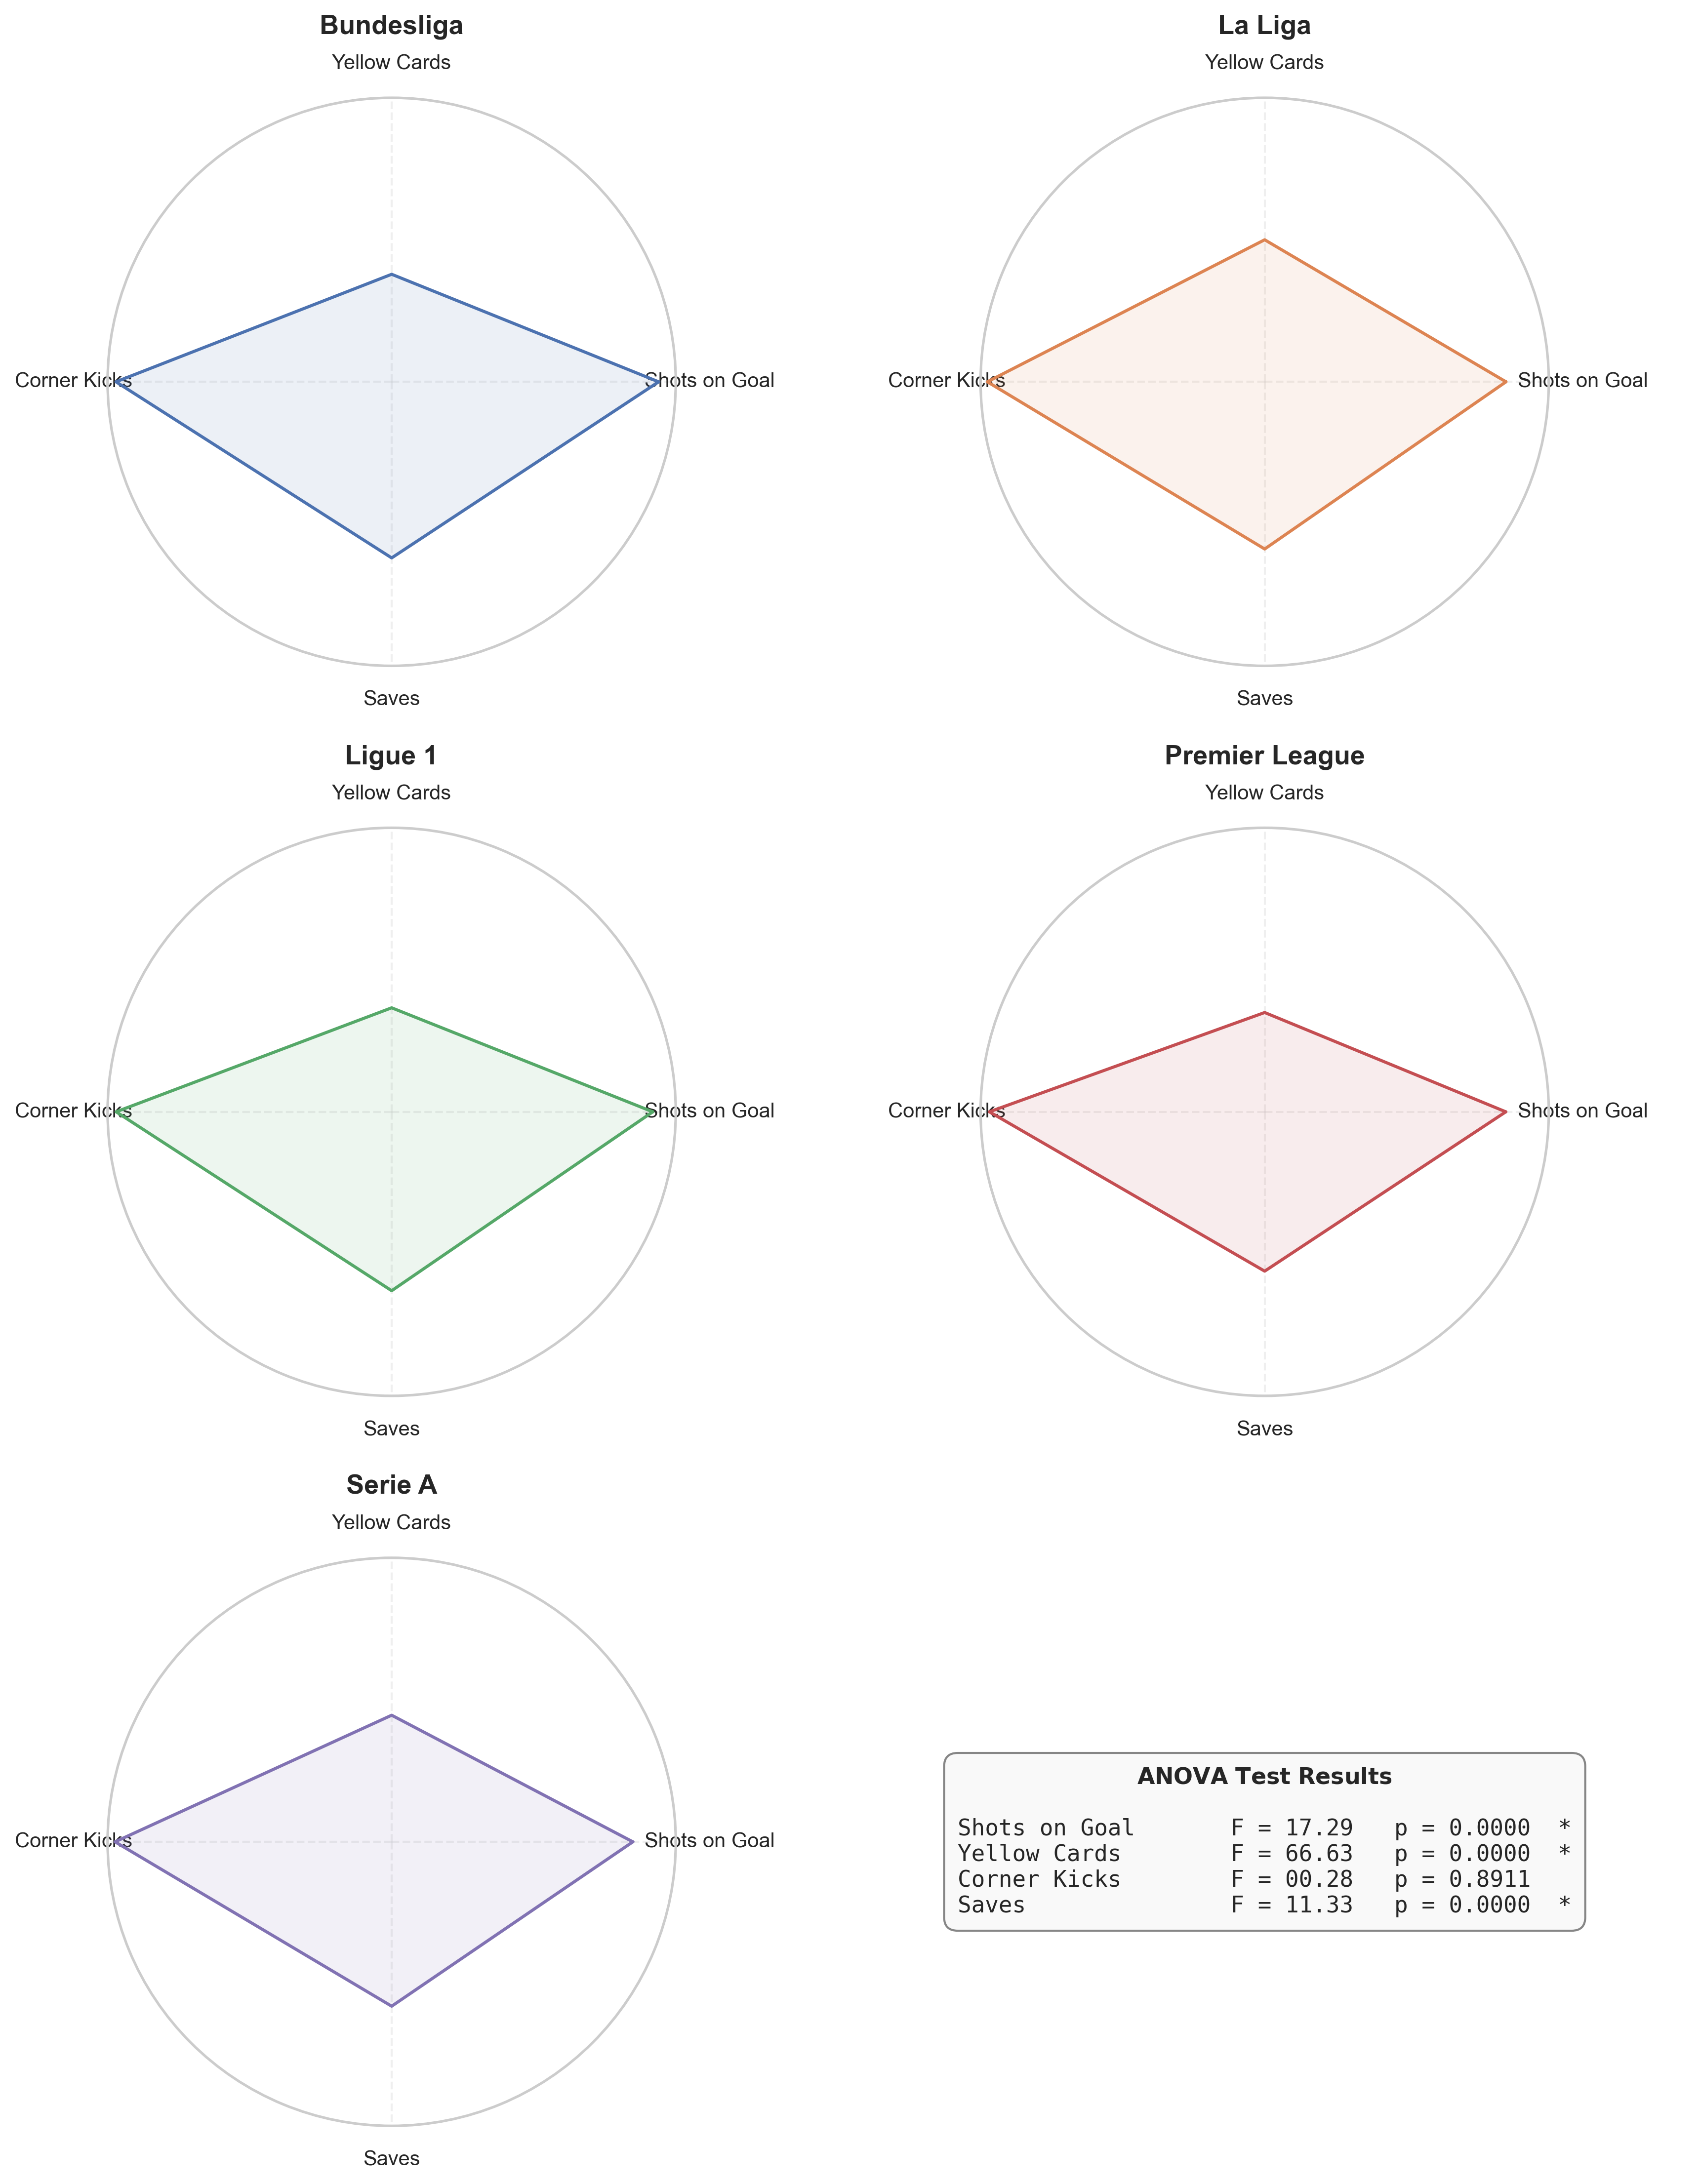 Bundesliga
Yellow Cards
Corner Kicks
Shots on Goal
Saves
La Liga
Yellow Cards
Corner Kicks
Shots on Goal
Saves
Ligue 1
Yellow Cards
Corner Kicks
Shots on Goal
Saves
Premier League
Yellow Cards
Corner Kicks
Shots on Goal
Saves
Serie A
Yellow Cards
Corner Kicks
Shots on Goal
Saves
ANOVA Test Results
Shots on Goal F = 17.29 p = 0.0000 *
Yellow Cards F = 66.63 p = 0.0000 *
Corner Kicks F = 00.28 p = 0.8911
Saves F = 11.33 p = 0.0000 *